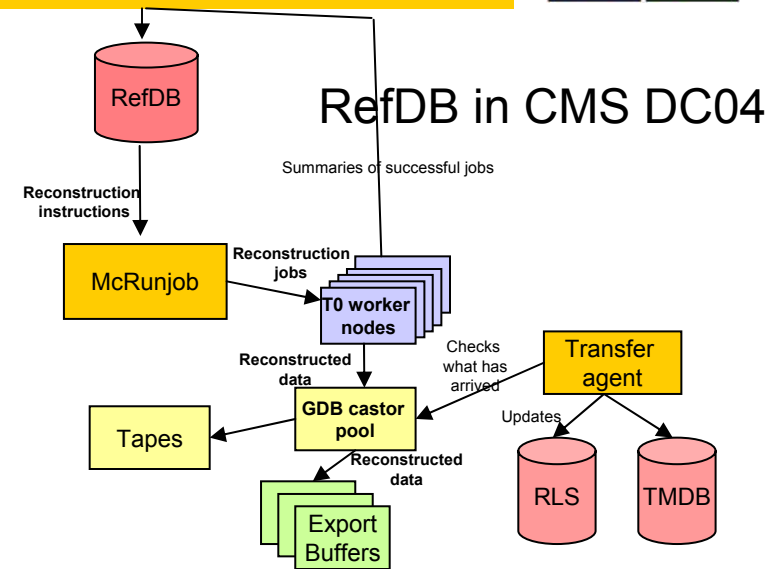 RefDB in CMS DC04
RefDB
Summaries of successful jobs
Reconstruction
instructions
McRunjob
Reconstruction
jobs
T0 worker
nodes
Reconstructed
data
Checks
what has
arrived
Transfer
agent
GDB castor
pool
Tapes
Updates
Reconstructed
data
Export
Buffers
RLS
TMDB